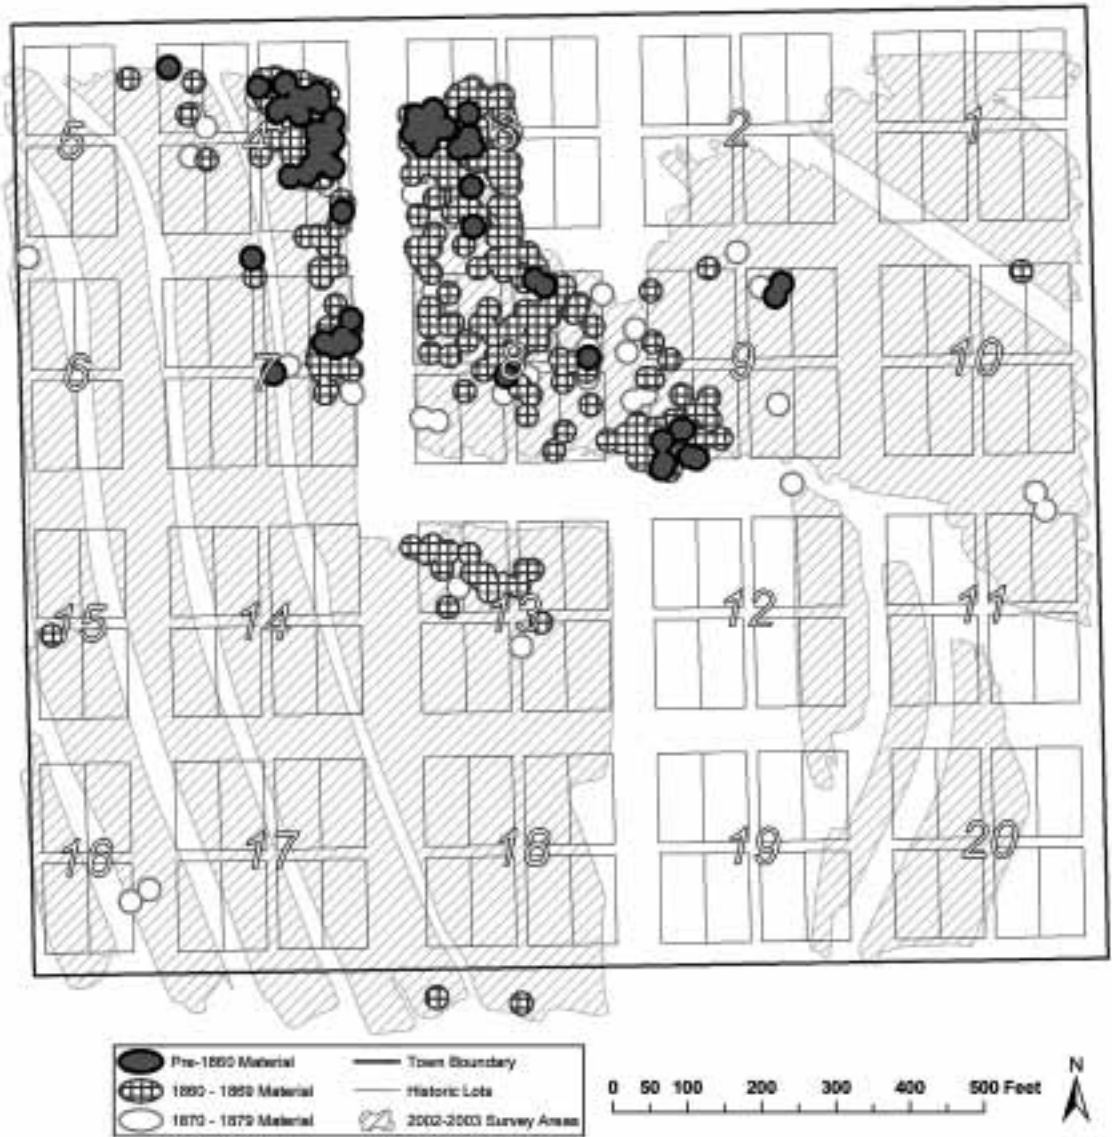 5 4 3 2 1
6 7 8 9 10
15 14 13 12 11
16 17 18 19 20
Pre-1860 Material
Town Boundary
1860 - 1869 Material
Historic Lots
1870 - 1879 Material
2002-2003 Survey Areas
0 50 100 200 300 400 500 Feet
N